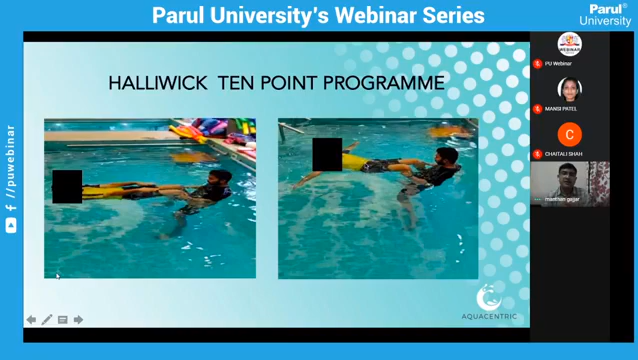 Parul University's Webinar Series
Parul®
University
HALLIWICK TEN POINT PROGRAMME
AQUACENTRIC
/puwebinar
WEBINAR
PU Webinar
MANSI PATEL
C
CHAITALI SHAH
manthan gajjar